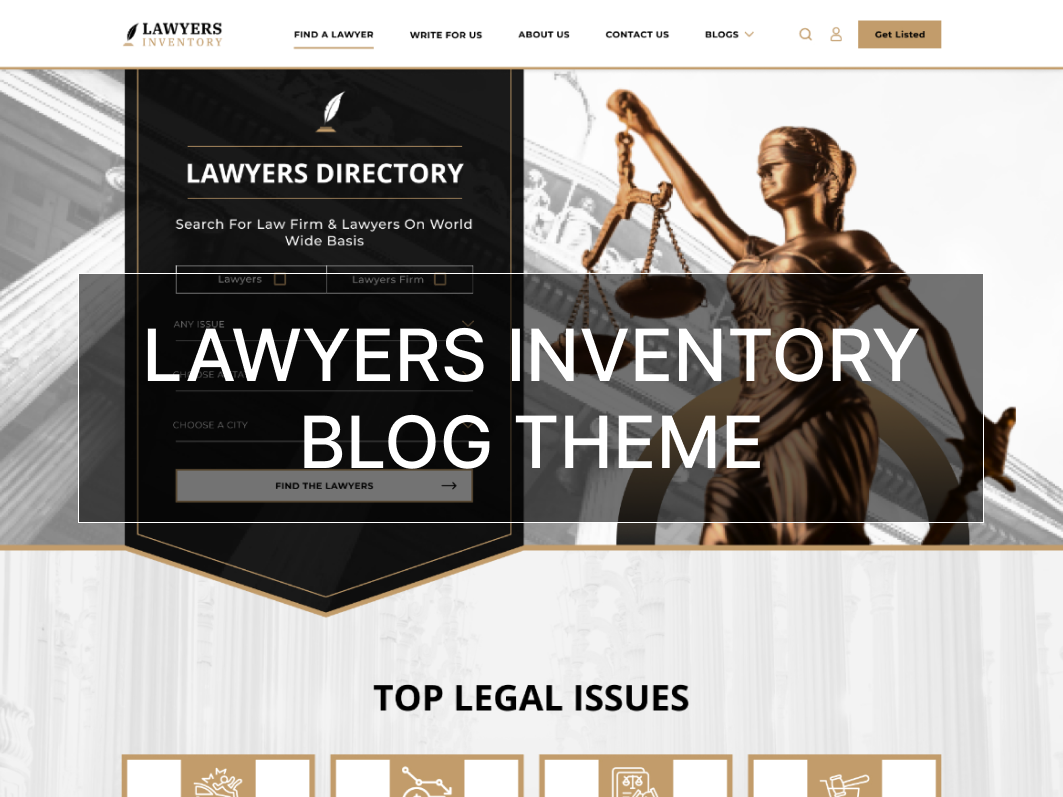 LAWYERS
INVENTORY
FIND A LAWYER
WRITE FOR US
ABOUT US
CONTACT US
BLOGS
Get Listed
LAWYERS DIRECTORY
Search For Law Firm & Lawyers On World
Wide Basis
Lawyers
Lawyers Firm
ANY ISSUE
LAWYERS INVENTORY
CHOOSE A CITY
BLOG THEME
FIND THE LAWYERS
TOP LEGAL ISSUES